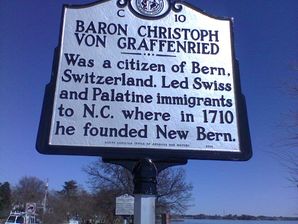 C 10
BARON CHRISTOPH
VON GRAFFENRIED
Was a citizen of Bern,
Switzerland. Led Swiss
and Palatine immigrants
to N.C. where in 1710
he founded New Bern.